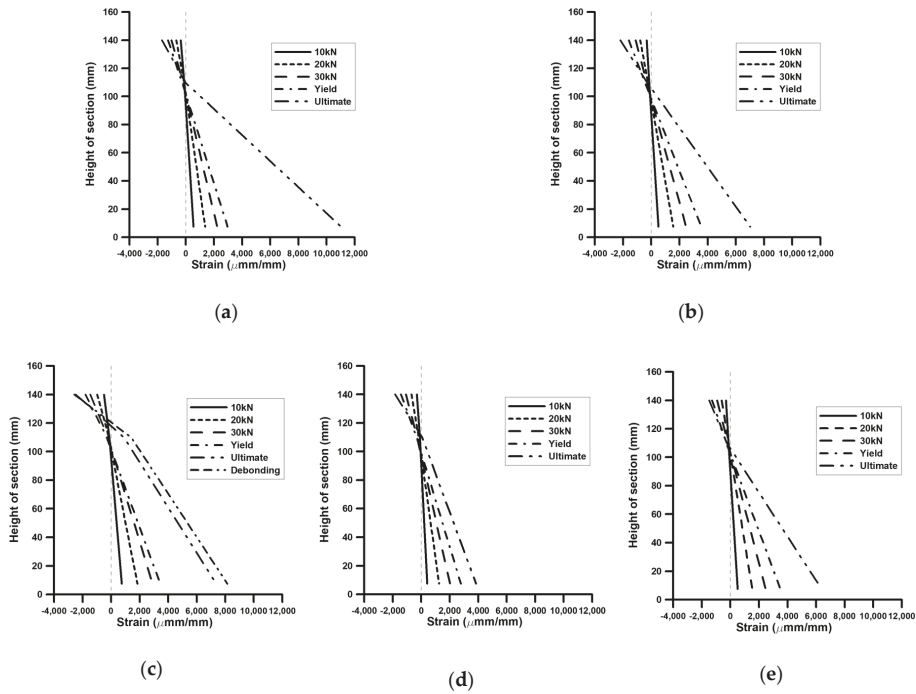 160
140
120
100
80
60
40
20
0
Height of section (mm)
-4,000 -2,000 0 2,000 4,000 6,000 8,000 10,000 12,000
Strain (μmm/mm)
10kN
20kN
30kN
Yield
Ultimate
(a)
160
140
120
100
80
60
40
20
0
Height of section (mm)
-4,000 -2,000 0 2,000 4,000 6,000 8,000 10,000 12,000
Strain (μmm/mm)
10kN
20kN
30kN
Yield
Ultimate
(b)
160
140
120
100
80
60
40
20
0
Height of section (mm)
-4,000 -2,000 0 2,000 4,000 6,000 8,000 10,000 12,000
Strain (μmm/mm)
10kN
20kN
30kN
Yield
Ultimate
Debonding
(c)
160
140
120
100
80
60
40
20
0
Height of section (mm)
-4,000 -2,000 0 2,000 4,000 6,000 8,000 10,000 12,000
Strain (μmm/mm)
10kN
20kN
30kN
Yield
Ultimate
(d)
160
140
120
100
80
60
40
20
0
Height of section (mm)
-4,000 -2,000 0 2,000 4,000 6,000 8,000 10,000 12,000
Strain (μmm/mm)
10kN
20kN
30kN
Yield
Ultimate
(e)